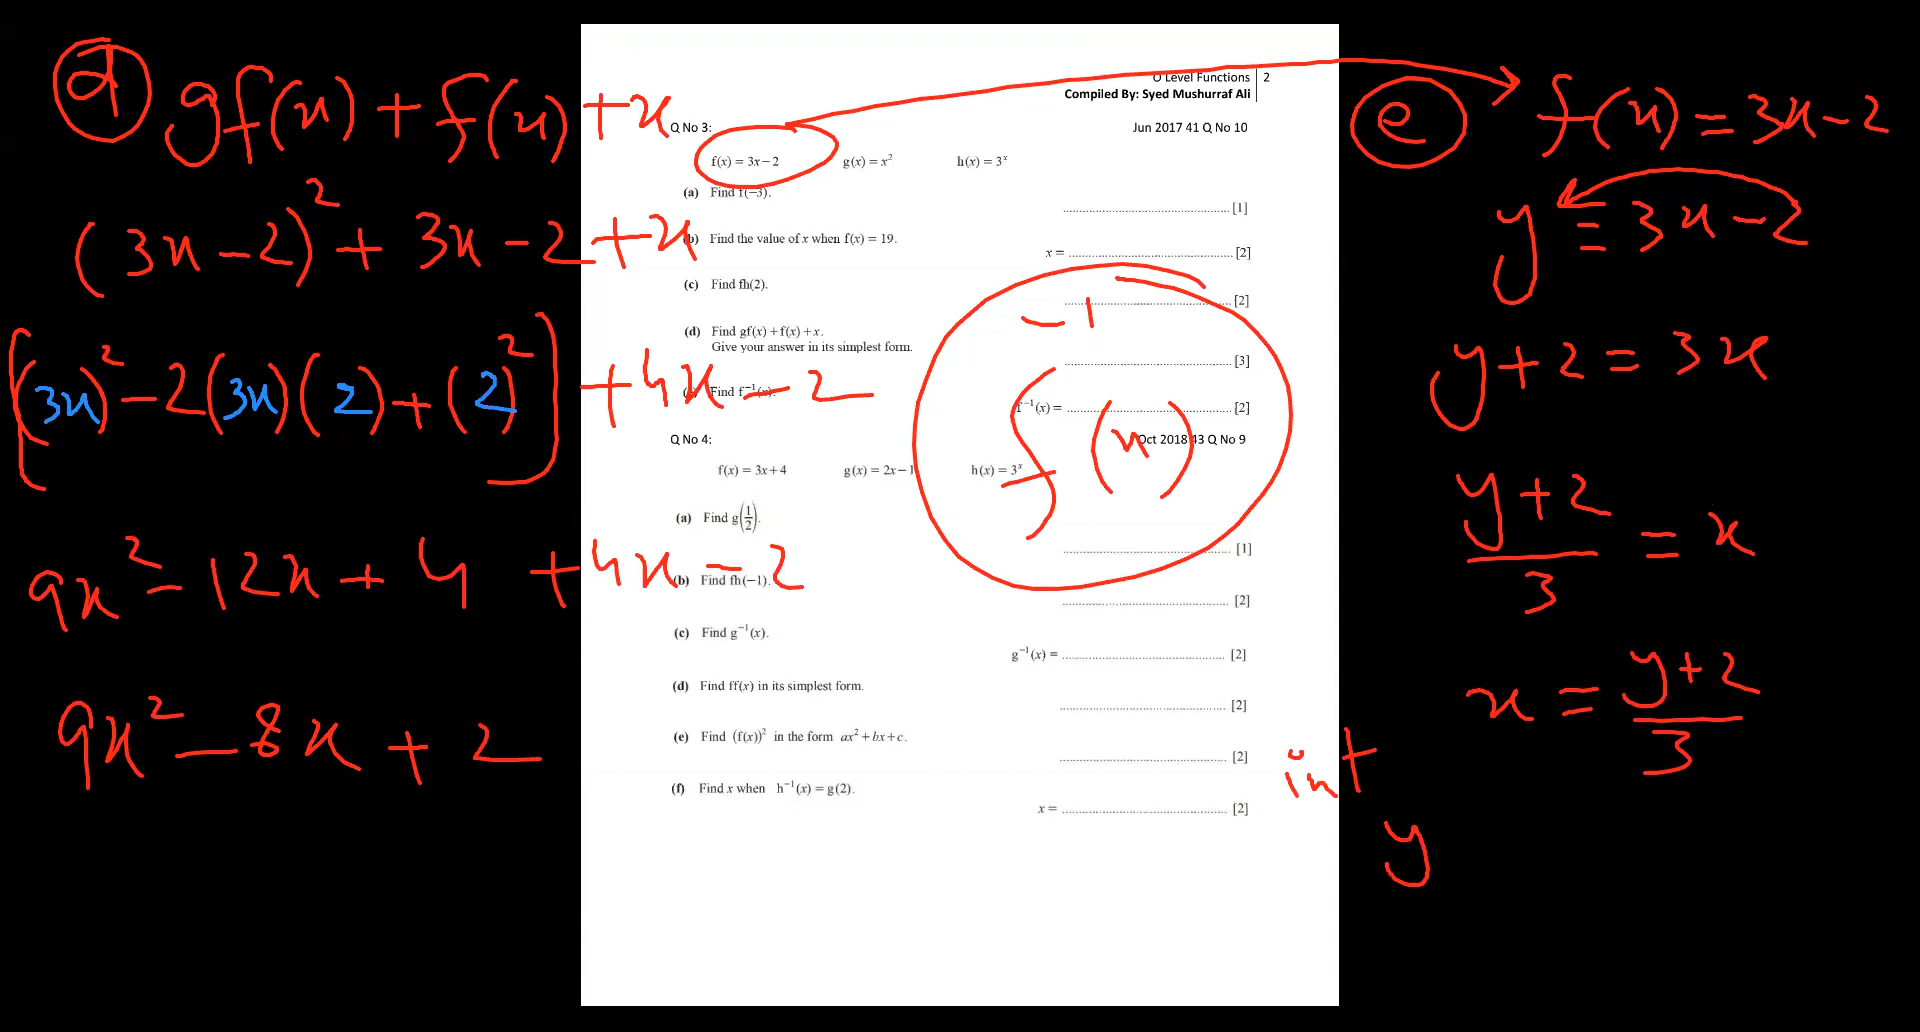 d gf(x) + f(x) + x
(3x - 2)² + 3x - 2 + x
[(3x)² - 2(3x)(2) + (2)²] + 4x - 2
9x² - 12x + 4 + 4x - 2
9x² - 8x + 2
O Level Functions 2
Compiled By: Syed Mushurraf Ali
Q No 3: Jun 2017 41 Q No 10
f(x) = 3x − 2 g(x) = x² h(x) = 3ˣ
(a) Find f(−3).
[1]
(b) Find the value of x when f(x) = 19.
x = [2]
(c) Find fh(2).
[2]
(d) Find gf(x) + f(x) + x.
Give your answer in its simplest form.
[3]
Find f⁻¹(x).
f⁻¹(x) = [2]
f⁻¹(x)
Q No 4: Oct 2018 43 Q No 9
f(x) = 3x + 4 g(x) = 2x − 1 h(x) = 3ˣ
(a) Find g(1/2).
[1]
(b) Find fh(−1).
[2]
(c) Find g⁻¹(x).
g⁻¹(x) = [2]
(d) Find ff(x) in its simplest form.
[2]
(e) Find (f(x))² in the form ax² + bx + c.
[2]
(f) Find x when h⁻¹(x) = g(2).
x = [2]
e f(x) = 3x - 2
y = 3x - 2
y + 2 = 3x
y + 2 / 3 = x
x = y + 2 / 3
int
y